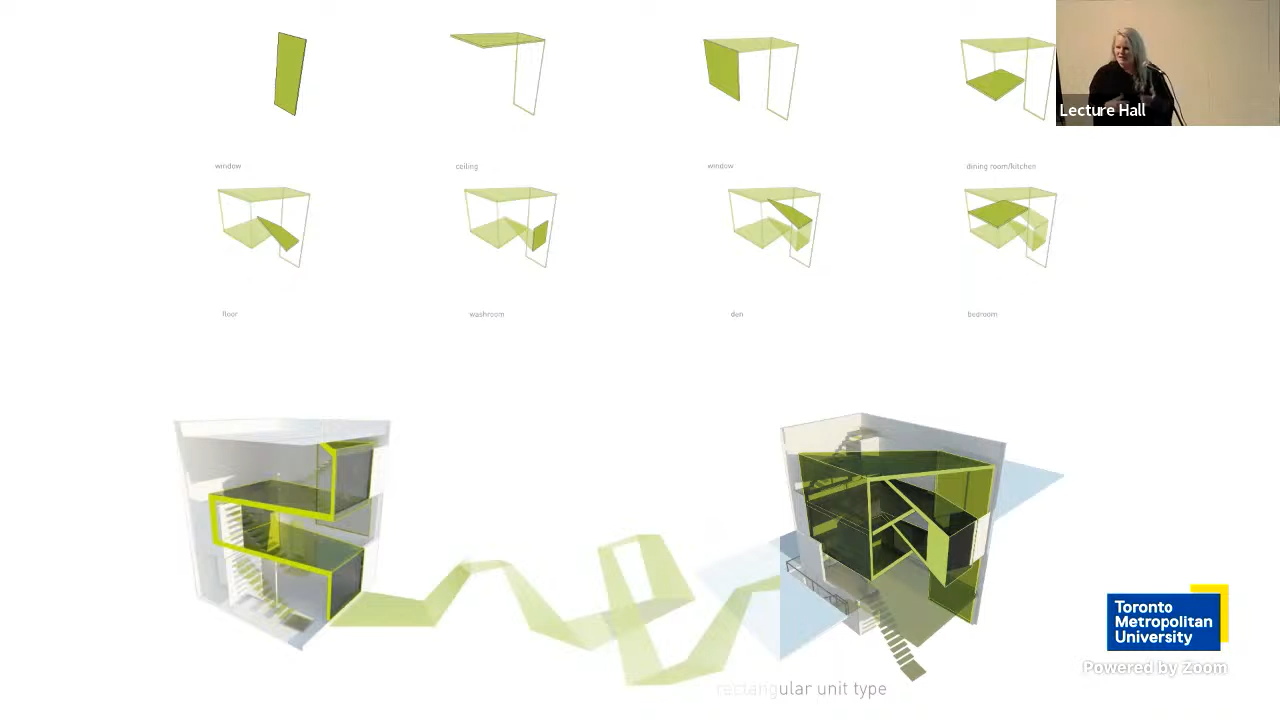 Lecture Hall
window
ceiling
window
dining room/kitchen
floor
washroom
den
bedroom
Toronto
Metropolitan
University
Powered by Zoom
rectangular unit type